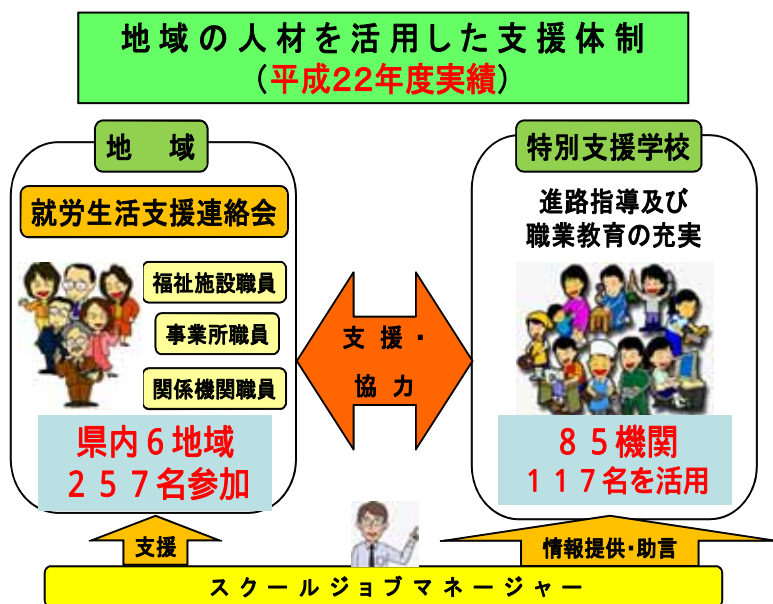 地域の人材を活用した支援体制
(平成22年度実績)
地 域
就労生活支援連絡会
福祉施設職員
事業所職員
関係機関職員
県内6地域
257名参加
支援・
協力
特別支援学校
進路指導及び
職業教育の充実
85機関
117名を活用
支援
情報提供・助言
スクールジョブマネージャー